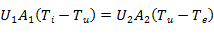 U₁A₁(Tᵢ − Tᵤ) = U₂A₂(Tᵤ − Tₑ)